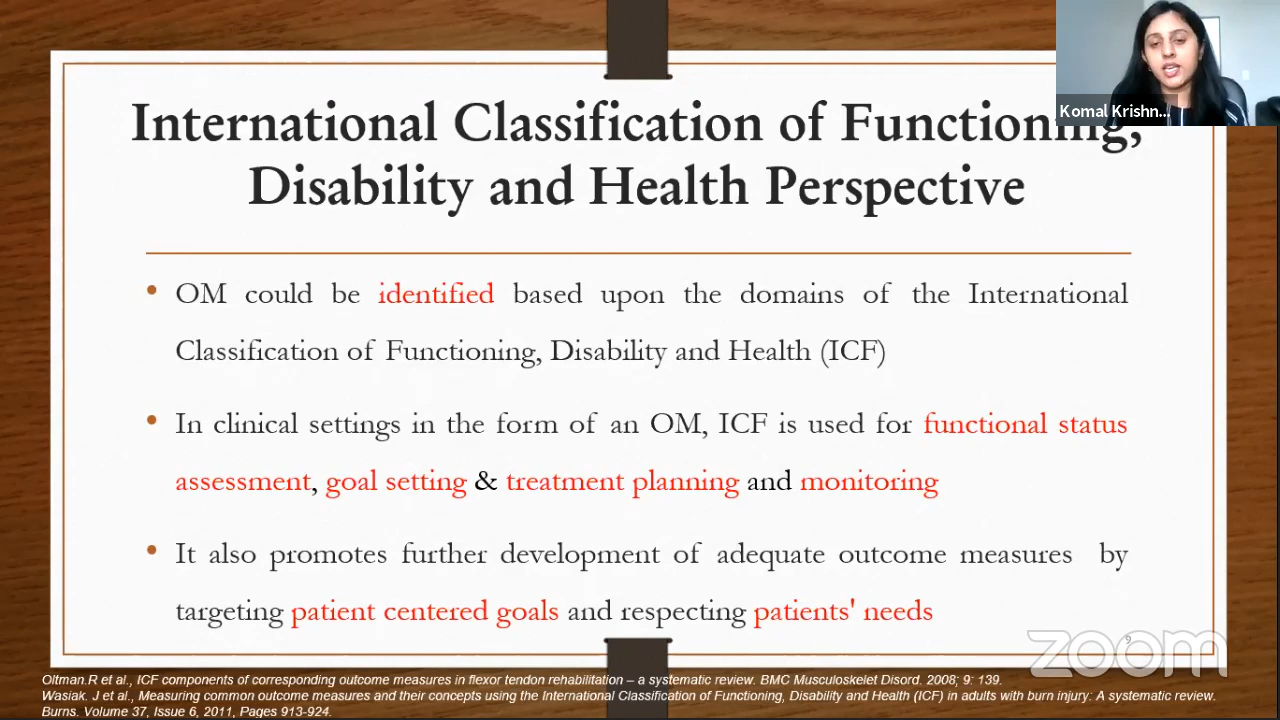 International Classification of Functioning,
Disability and Health Perspective
Komal Krishn...
• OM could be identified based upon the domains of the International
Classification of Functioning, Disability and Health (ICF)
• In clinical settings in the form of an OM, ICF is used for functional status
assessment, goal setting & treatment planning and monitoring
• It also promotes further development of adequate outcome measures by
targeting patient centered goals and respecting patients' needs
9
zoom
Oltman.R et al., ICF components of corresponding outcome measures in flexor tendon rehabilitation – a systematic review. BMC Musculoskelet Disord. 2008; 9: 139.
Wasiak. J et al., Measuring common outcome measures and their concepts using the International Classification of Functioning, Disability and Health (ICF) in adults with burn injury: A systematic review.
Burns. Volume 37, Issue 6, 2011, Pages 913-924.